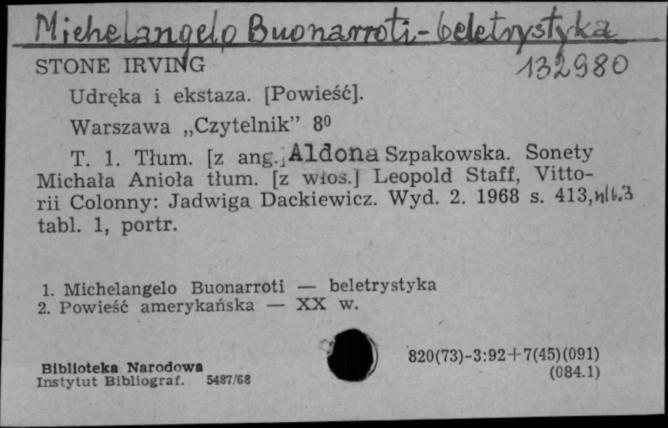 Michelangelo Buonarroti - beletrystyka
STONE IRVING 132980
Udręka i ekstaza. [Powieść].
Warszawa „Czytelnik” 8⁰
T. 1. Tłum. [z ang.] Aldona Szpakowska. Sonety
Michała Anioła tłum. [z włos.] Leopold Staff, Vitto-
rii Colonny: Jadwiga Dackiewicz. Wyd. 2. 1968 s. 413, nlb. 3
tabl. 1, portr.
1. Michelangelo Buonarroti — beletrystyka
2. Powieść amerykańska — XX w.
Biblioteka Narodowa 820(73)-3:92+7(45)(091)
Instytut Bibliograf. 5487/68 (084.1)